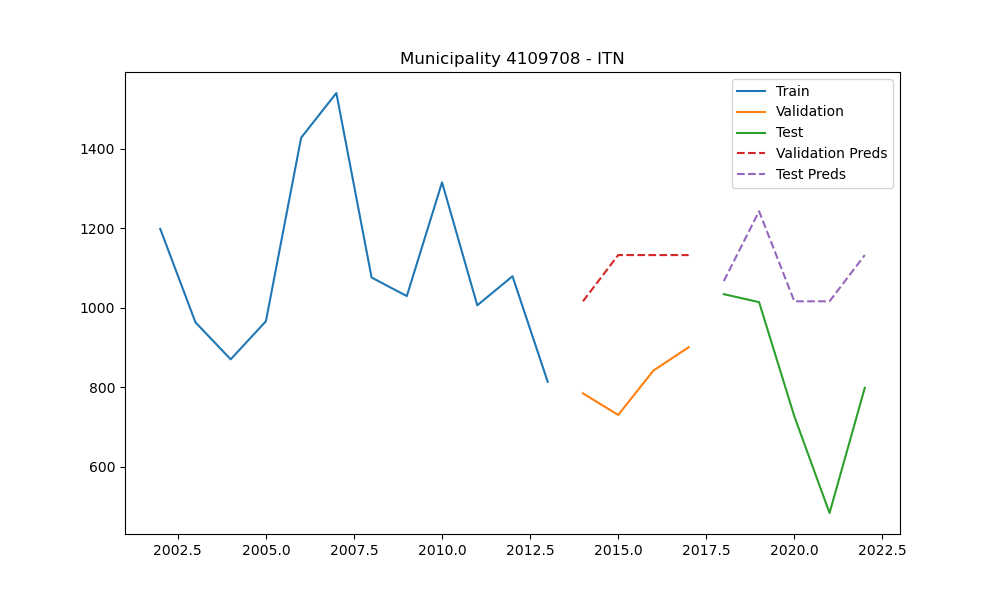 Municipality 4109708 - ITN
Train
Validation
Test
Validation Preds
Test Preds
1400
1200
1000
800
600
2002.5 2005.0 2007.5 2010.0 2012.5 2015.0 2017.5 2020.0 2022.5